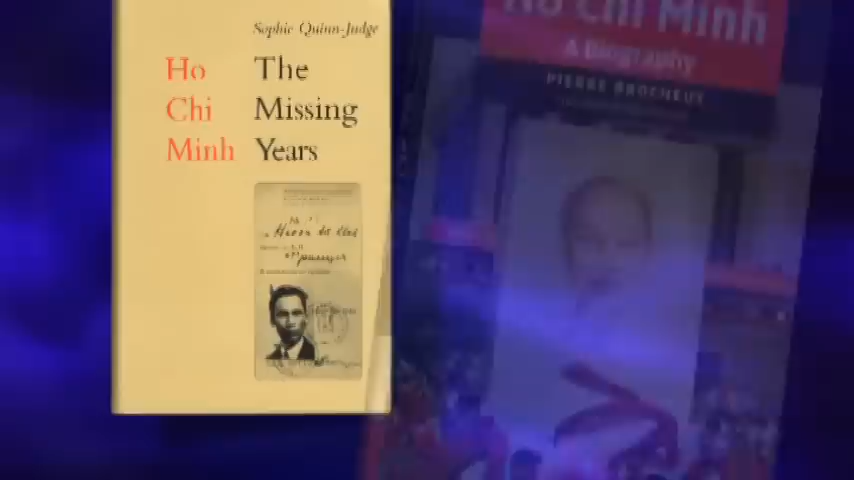 Sophie Quinn-Judge
Ho The
Chi Missing
Minh Years
Ho Chi Minh
A Biography
PIERRE BROCHEUX